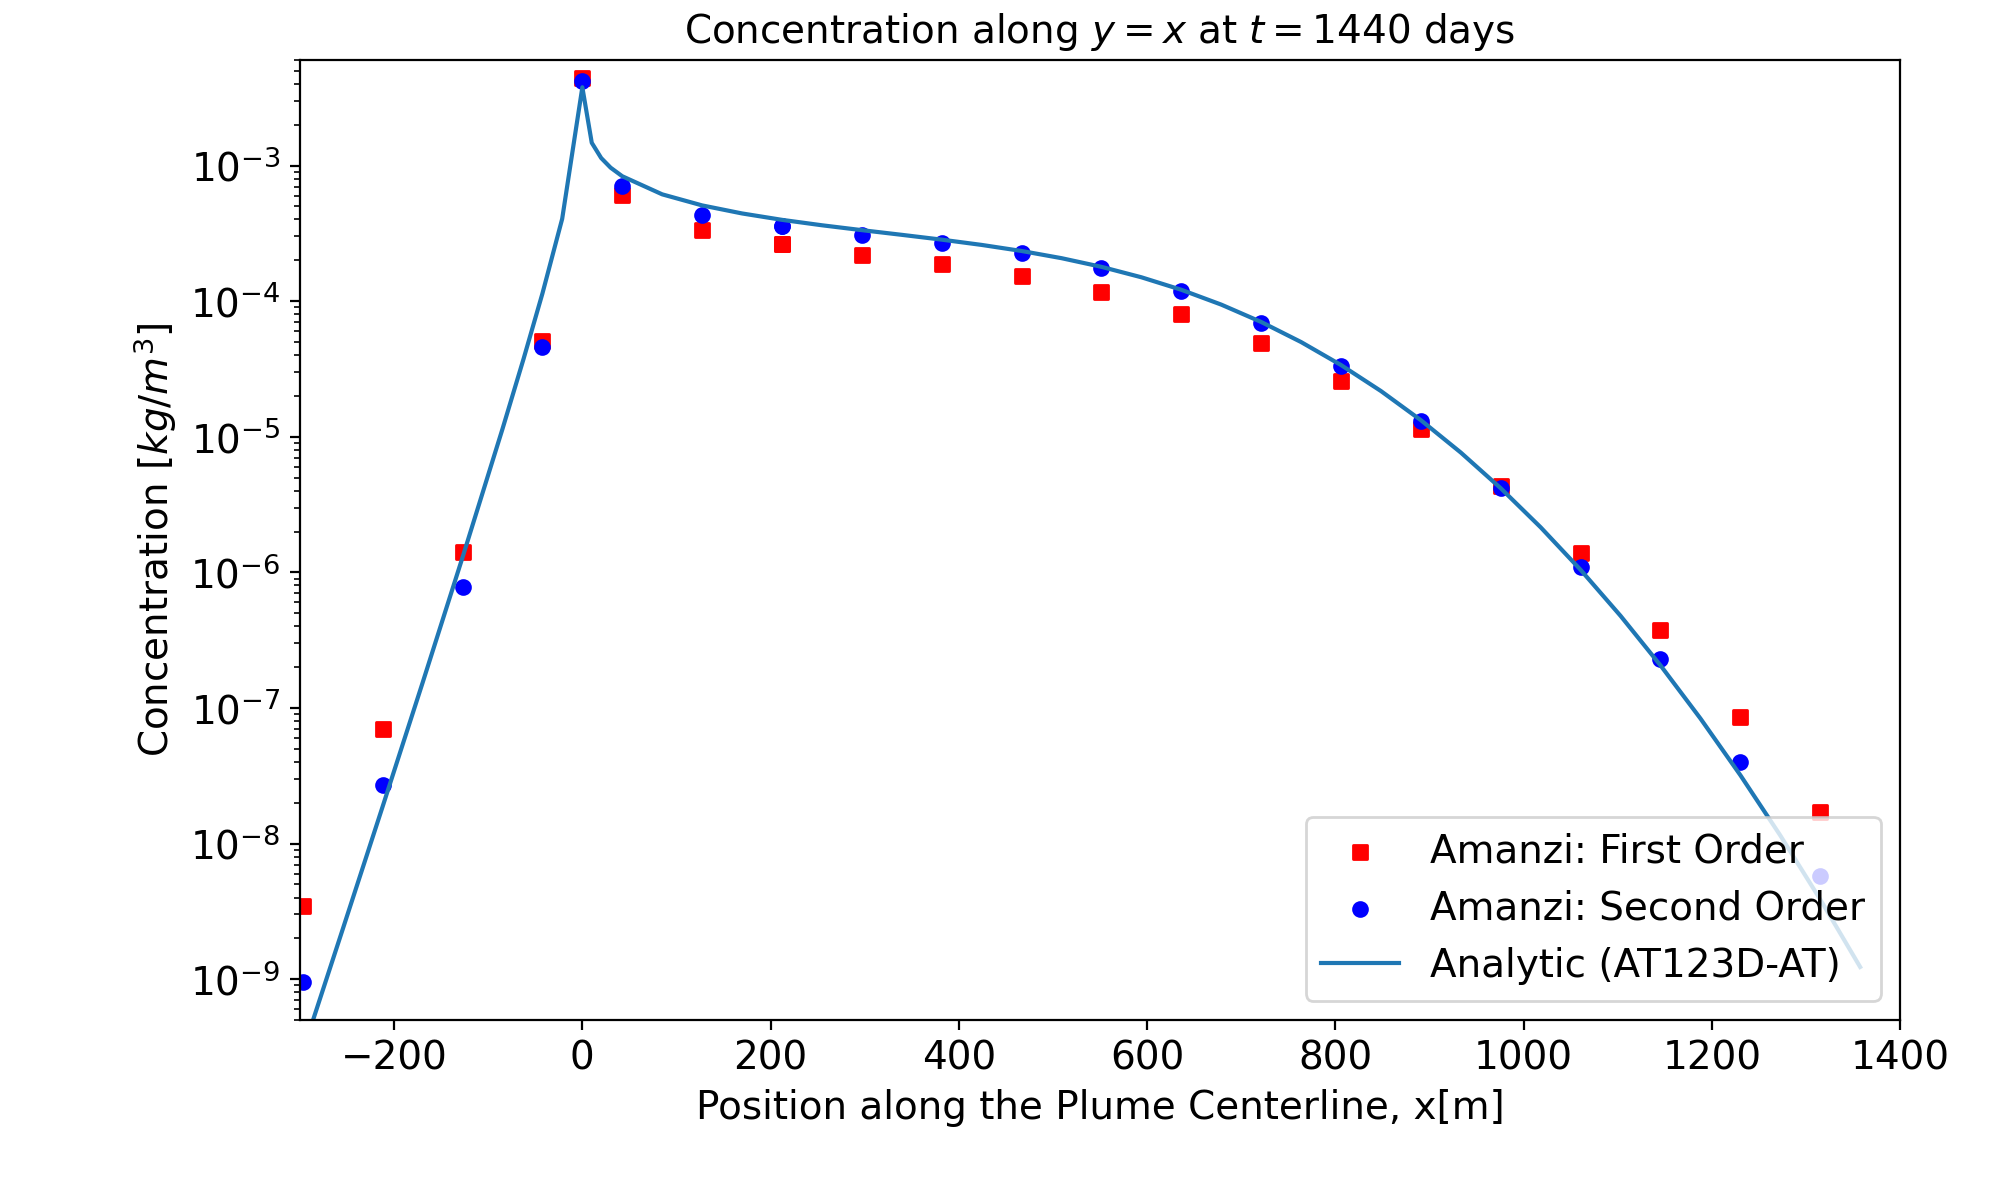 Concentration along $y = x$ at $t = 1440$ days
Concentration [$kg/m^3$]
10⁻³
10⁻⁴
10⁻⁵
10⁻⁶
10⁻⁷
10⁻⁸
10⁻⁹
Amanzi: First Order
Amanzi: Second Order
Analytic (AT123D-AT)
−200 0 200 400 600 800 1000 1200 1400
Position along the Plume Centerline, x[m]